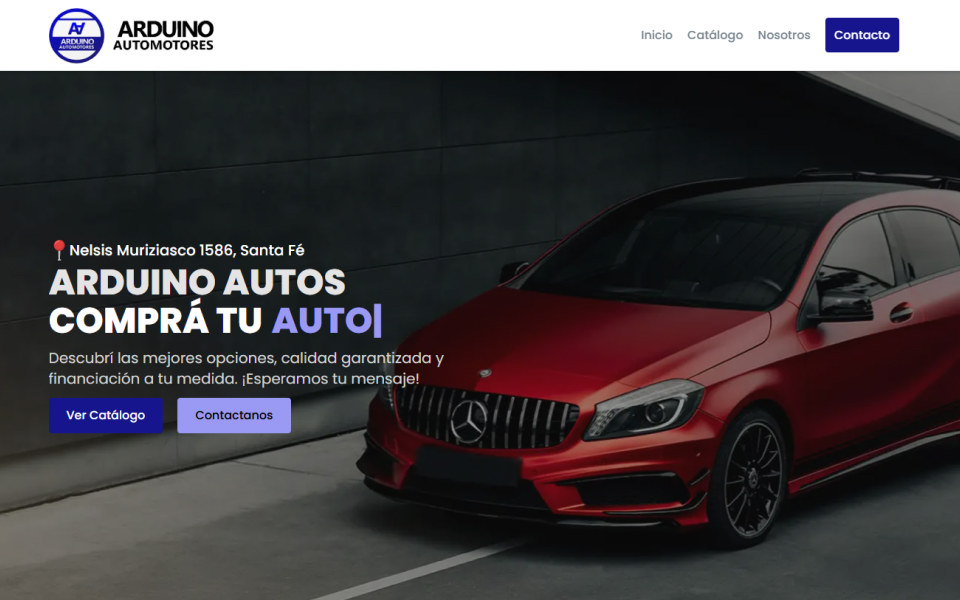 ARDUINO
AUTOMOTORES
ARDUINO
AUTOMOTORES
Inicio
Catálogo
Nosotros
Contacto
Nelsis Muriziasco 1586, Santa Fé
ARDUINO AUTOS
COMPRÁ TU AUTO
Descubrí las mejores opciones, calidad garantizada y
financiación a tu medida. ¡Esperamos tu mensaje!
Ver Catálogo
Contactanos